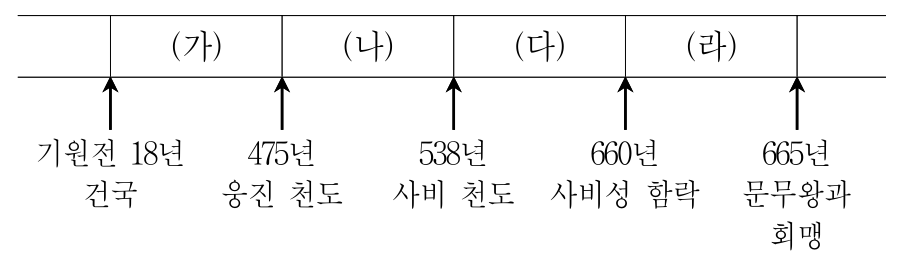 (가) (나) (다) (라)
기원전 18년 475년 538년 660년 665년
건국 웅진 천도 사비 천도 사비성 함락 문무왕과
회맹